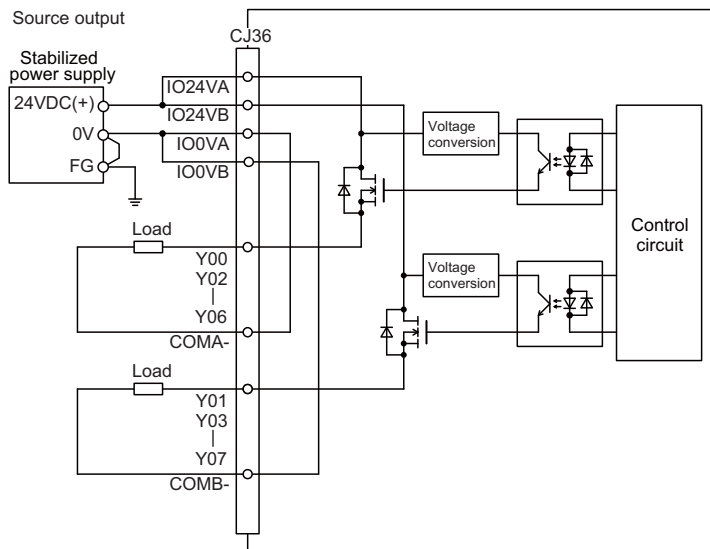 Source output
CJ36
Stabilized
power supply
24VDC(+)
0V
FG
IO24VA
IO24VB
IO0VA
IO0VB
Voltage
conversion
Control
circuit
Load
Y00
Y02
|
Y06
COMA-
Voltage
conversion
Load
Y01
Y03
|
Y07
COMB-